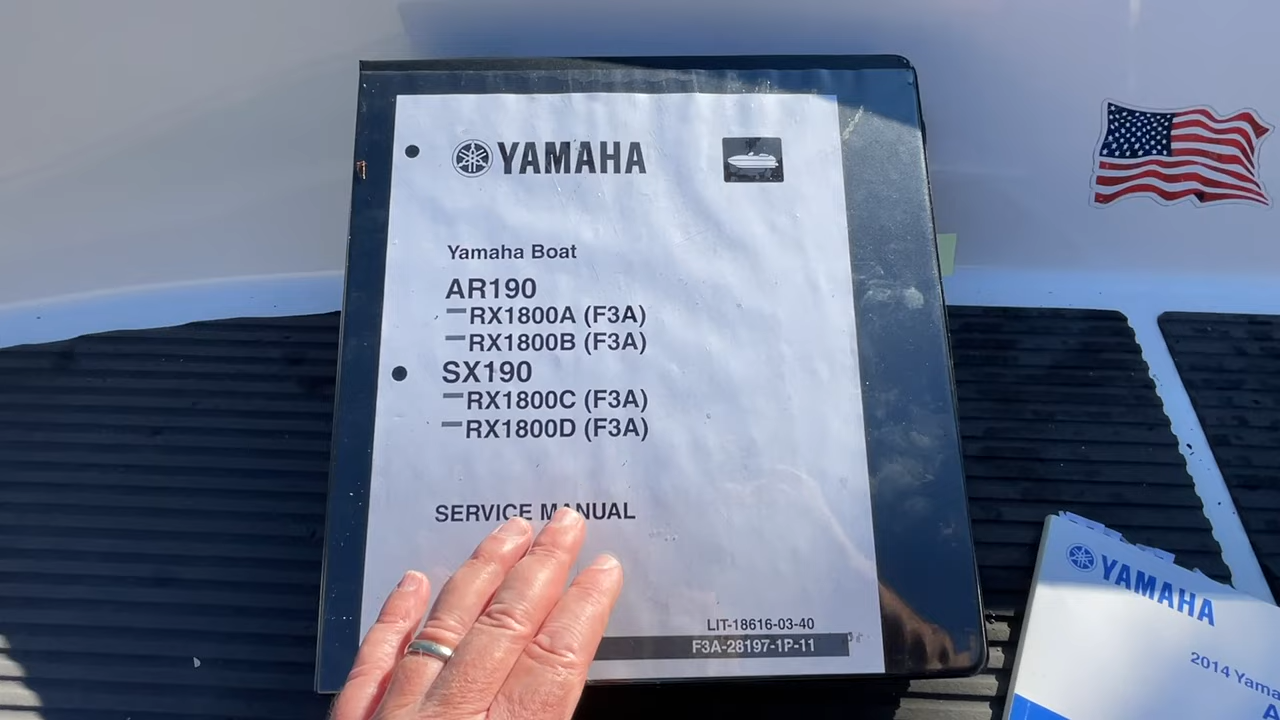 YAMAHA
Yamaha Boat
AR190
RX1800A (F3A)
RX1800B (F3A)
SX190
RX1800C (F3A)
RX1800D (F3A)
SERVICE MANUAL
LIT-18616-03-40
F3A-28197-1P-11
YAMAHA
2014 Yama
A